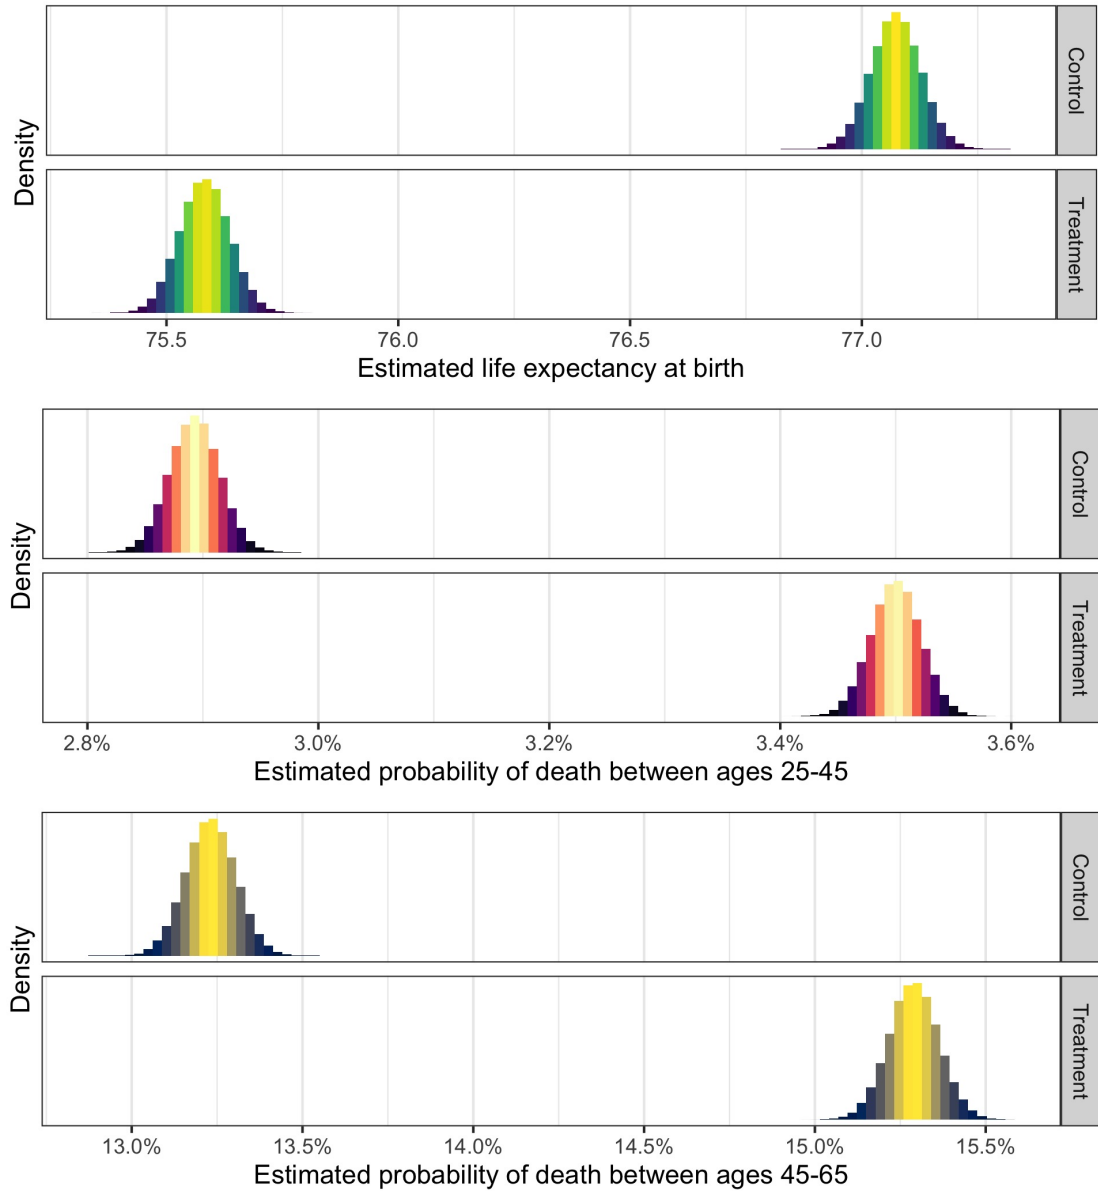 Control
Density
Treatment
75.5 76.0 76.5 77.0
Estimated life expectancy at birth
Control
Density
Treatment
2.8% 3.0% 3.2% 3.4% 3.6%
Estimated probability of death between ages 25-45
Control
Density
Treatment
13.0% 13.5% 14.0% 14.5% 15.0% 15.5%
Estimated probability of death between ages 45-65